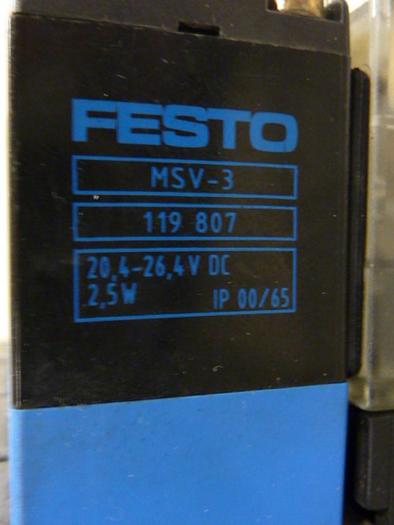 FESTO
MSV-3
119 807
20,4-26,4V DC
2,5W IP 00/65